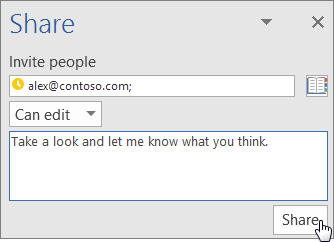 Share
Invite people
alex@contoso.com;
Can edit
Take a look and let me know what you think.
Share